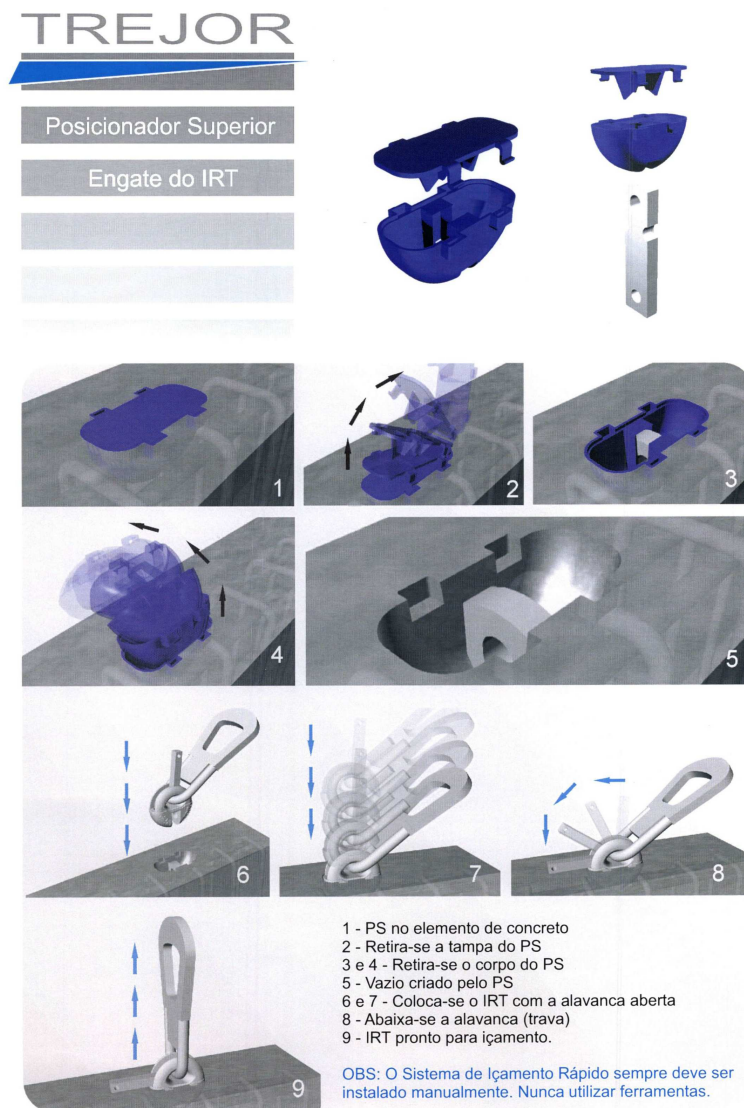 TREJOR
Posicionador Superior
Engate do IRT
1
2
3
4
5
6
7
8
9
1 - PS no elemento de concreto
2 - Retira-se a tampa do PS
3 e 4 - Retira-se o corpo do PS
5 - Vazio criado pelo PS
6 e 7 - Coloca-se o IRT com a alavanca aberta
8 - Abaixa-se a alavanca (trava)
9 - IRT pronto para içamento.
OBS: O Sistema de Içamento Rápido sempre deve ser
instalado manualmente. Nunca utilizar ferramentas.